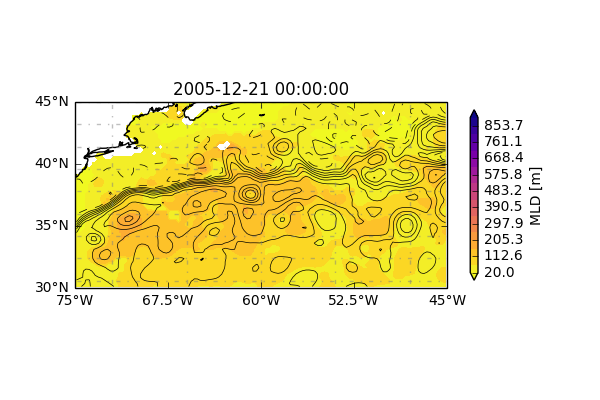 2005-12-21 00:00:00
45°N
40°N
35°N
30°N
75°W
67.5°W
60°W
52.5°W
45°W
853.7
761.1
668.4
575.8
483.2
390.5
297.9
205.3
112.6
20.0
MLD [m]